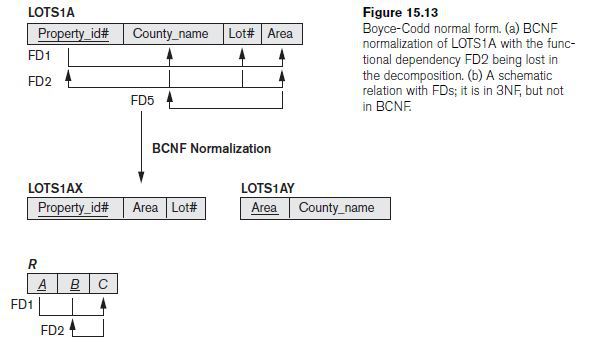 LOTS1A
Property_id# County_name Lot# Area
FD1
FD2
FD5
BCNF Normalization
LOTS1AX
Property_id# Area Lot#
LOTS1AY
Area County_name
R
A B C
FD1
FD2
Figure 15.13
Boyce-Codd normal form. (a) BCNF
normalization of LOTS1A with the func-
tional dependency FD2 being lost in
the decomposition. (b) A schematic
relation with FDs; it is in 3NF, but not
in BCNF.